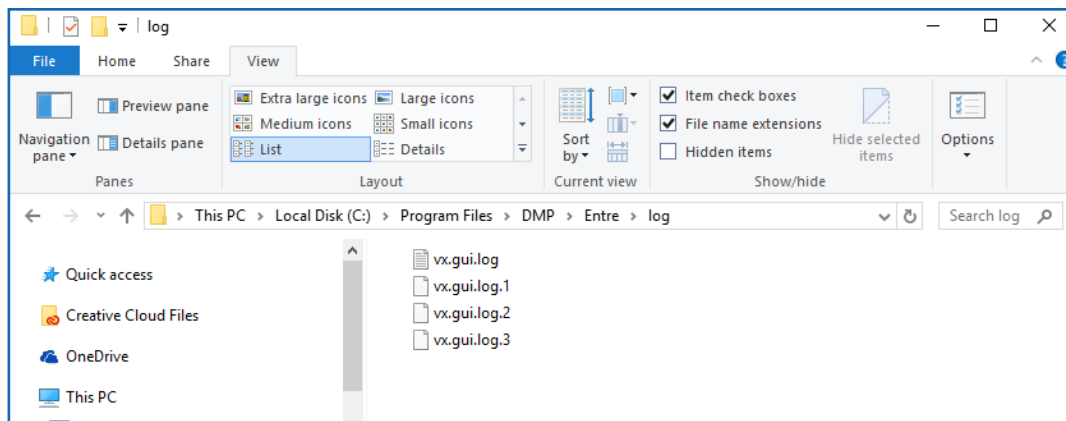 log
File Home Share View
Navigation pane
Preview pane
Details pane
Panes
Extra large icons Large icons
Medium icons Small icons
List Details
Layout
Sort by
Current view
Item check boxes
File name extensions
Hidden items
Hide selected items
Show/hide
Options
This PC > Local Disk (C:) > Program Files > DMP > Entre > log
Search log
Quick access
Creative Cloud Files
OneDrive
This PC
vx.gui.log
vx.gui.log.1
vx.gui.log.2
vx.gui.log.3